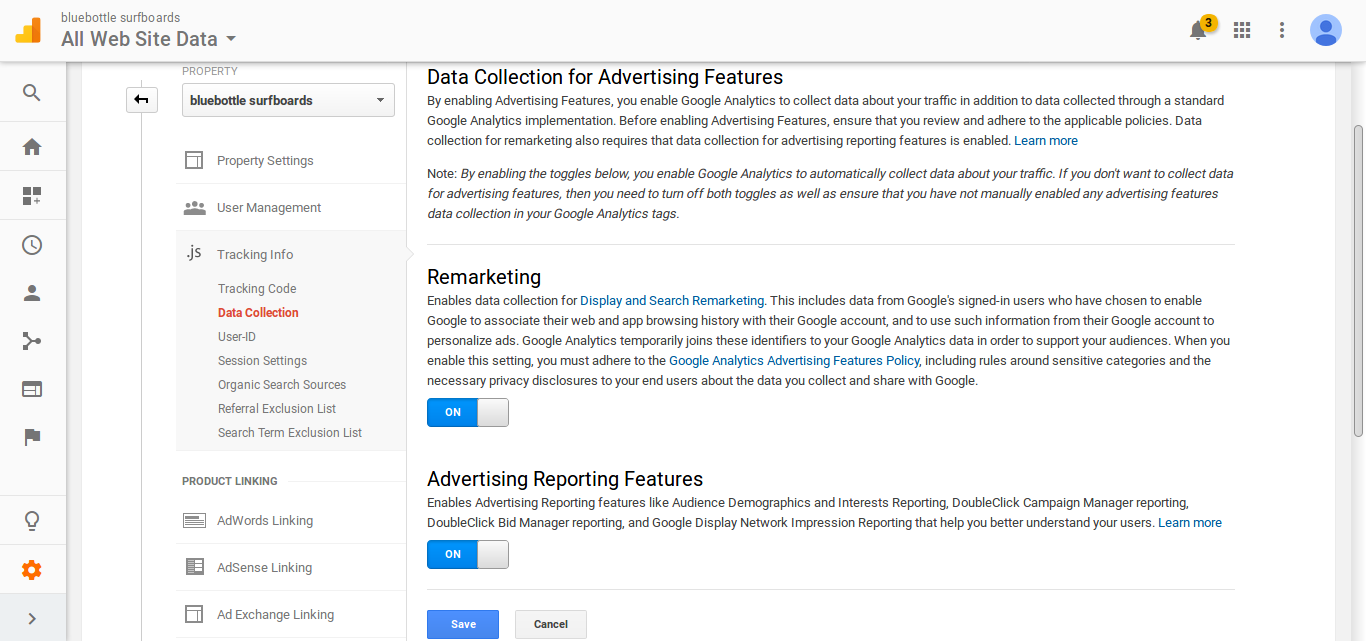 bluebottle surfboards
All Web Site Data
3
PROPERTY
bluebottle surfboards
Property Settings
User Management
.js Tracking Info
Tracking Code
Data Collection
User-ID
Session Settings
Organic Search Sources
Referral Exclusion List
Search Term Exclusion List
PRODUCT LINKING
AdWords Linking
AdSense Linking
Ad Exchange Linking
Data Collection for Advertising Features
By enabling Advertising Features, you enable Google Analytics to collect data about your traffic in addition to data collected through a standard
Google Analytics implementation. Before enabling Advertising Features, ensure that you review and adhere to the applicable policies. Data
collection for remarketing also requires that data collection for advertising reporting features is enabled. Learn more
Note: By enabling the toggles below, you enable Google Analytics to automatically collect data about your traffic. If you don't want to collect data
for advertising features, then you need to turn off both toggles as well as ensure that you have not manually enabled any advertising features
data collection in your Google Analytics tags.
Remarketing
Enables data collection for Display and Search Remarketing. This includes data from Google's signed-in users who have chosen to enable
Google to associate their web and app browsing history with their Google account, and to use such information from their Google account to
personalize ads. Google Analytics temporarily joins these identifiers to your Google Analytics data in order to support your audiences. When you
enable this setting, you must adhere to the Google Analytics Advertising Features Policy, including rules around sensitive categories and the
necessary privacy disclosures to your end users about the data you collect and share with Google.
ON
Advertising Reporting Features
Enables Advertising Reporting features like Audience Demographics and Interests Reporting, DoubleClick Campaign Manager reporting,
DoubleClick Bid Manager reporting, and Google Display Network Impression Reporting that help you better understand your users. Learn more
ON
Save Cancel